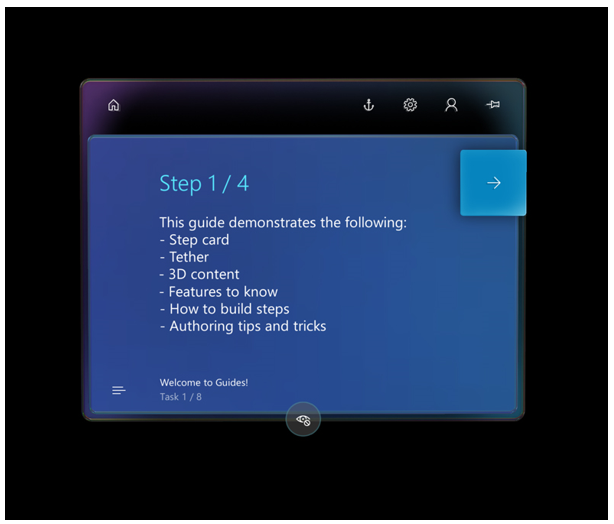 Step 1 / 4
This guide demonstrates the following:
- Step card
- Tether
- 3D content
- Features to know
- How to build steps
- Authoring tips and tricks
Welcome to Guides!
Task 1 / 8